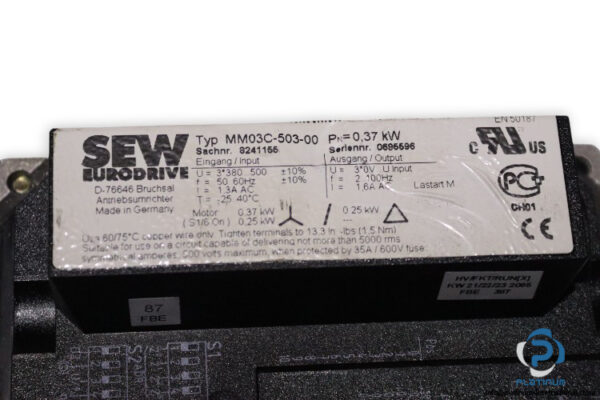 SEW
EURODRIVE
D-76646 Bruchsal
Antriebsumrichter
Made in Germany
Typ MM03C-503-00 PN=0,37 kW
Sachnr. 8241155 Seriennr. 0695596
Eingang / Input Ausgang / Output
U = 3*380..500 ±10% U = 3*0V..U Input
f = 50..60Hz ±10% f = 2..100Hz
I = 1.3A AC I = 1,6A AC Lastart M
T = -25..40°C
Motor 0.37 kW 0.25 kW
(S1/6 On) 0.25 kW
Use 60/75°C copper wire only. Tighten terminals to 13.3 in.-lbs (1.5 Nm)
Suitable for use on a circuit capable of delivering not more than 5000 rms
symmetrical amperes, 500 volts maximum, when protected by 35A / 600V fuse.
EN 50187
C US
CE
87
FBE
HV/FKT/RUN[X]
KW 21/22/23 2005
S1
PLATINUM